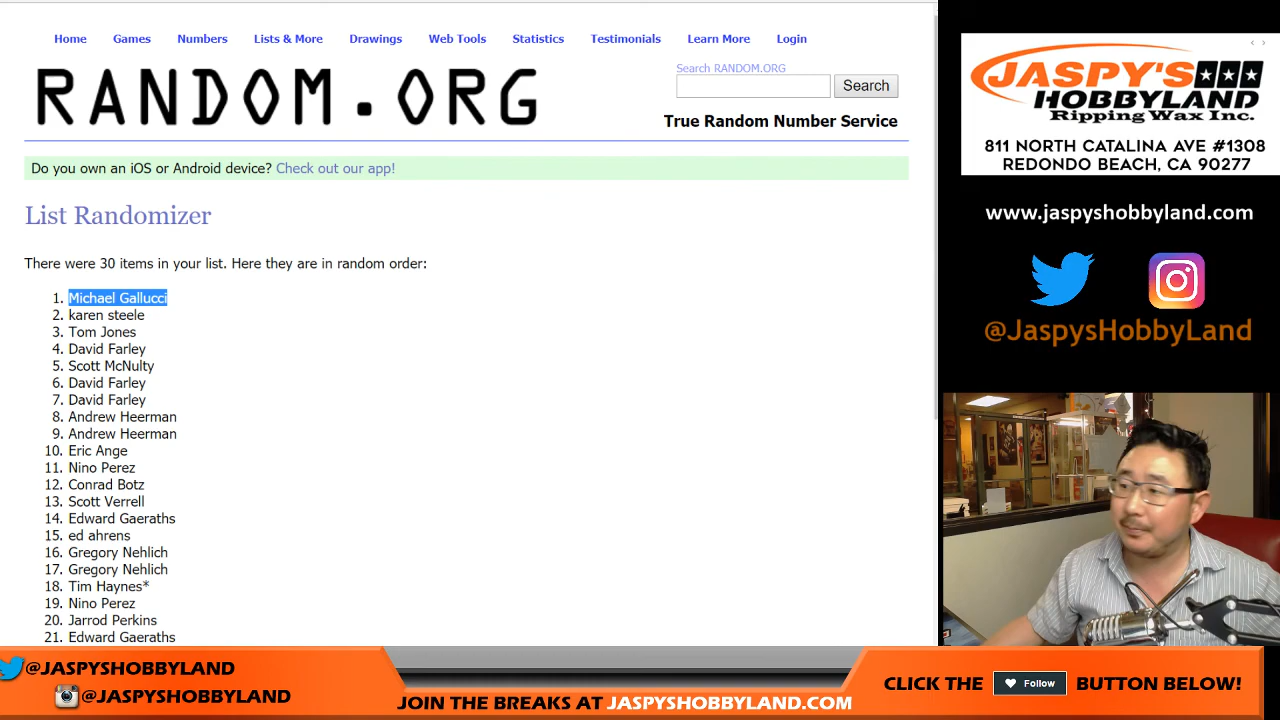 Home Games Numbers Lists & More Drawings Web Tools Statistics Testimonials Learn More Login
RANDOM.ORG
Search RANDOM.ORG
Search
True Random Number Service
Do you own an iOS or Android device? Check out our app!
List Randomizer
There were 30 items in your list. Here they are in random order:
1. Michael Gallucci
2. karen steele
3. Tom Jones
4. David Farley
5. Scott McNulty
6. David Farley
7. David Farley
8. Andrew Heerman
9. Andrew Heerman
10. Eric Ange
11. Nino Perez
12. Conrad Botz
13. Scott Verrell
14. Edward Gaeraths
15. ed ahrens
16. Gregory Nehlich
17. Gregory Nehlich
18. Tim Haynes*
19. Nino Perez
20. Jarrod Perkins
21. Edward Gaeraths
JASPY'S
HOBBYLAND
Ripping Wax Inc.
811 NORTH CATALINA AVE #1308
REDONDO BEACH, CA 90277
www.jaspyshobbyland.com
@JaspysHobbyLand
@JASPYSHOBBYLAND
@JASPYSHOBBYLAND
JOIN THE BREAKS AT JASPYSHOBBYLAND.COM
CLICK THE Follow BUTTON BELOW!